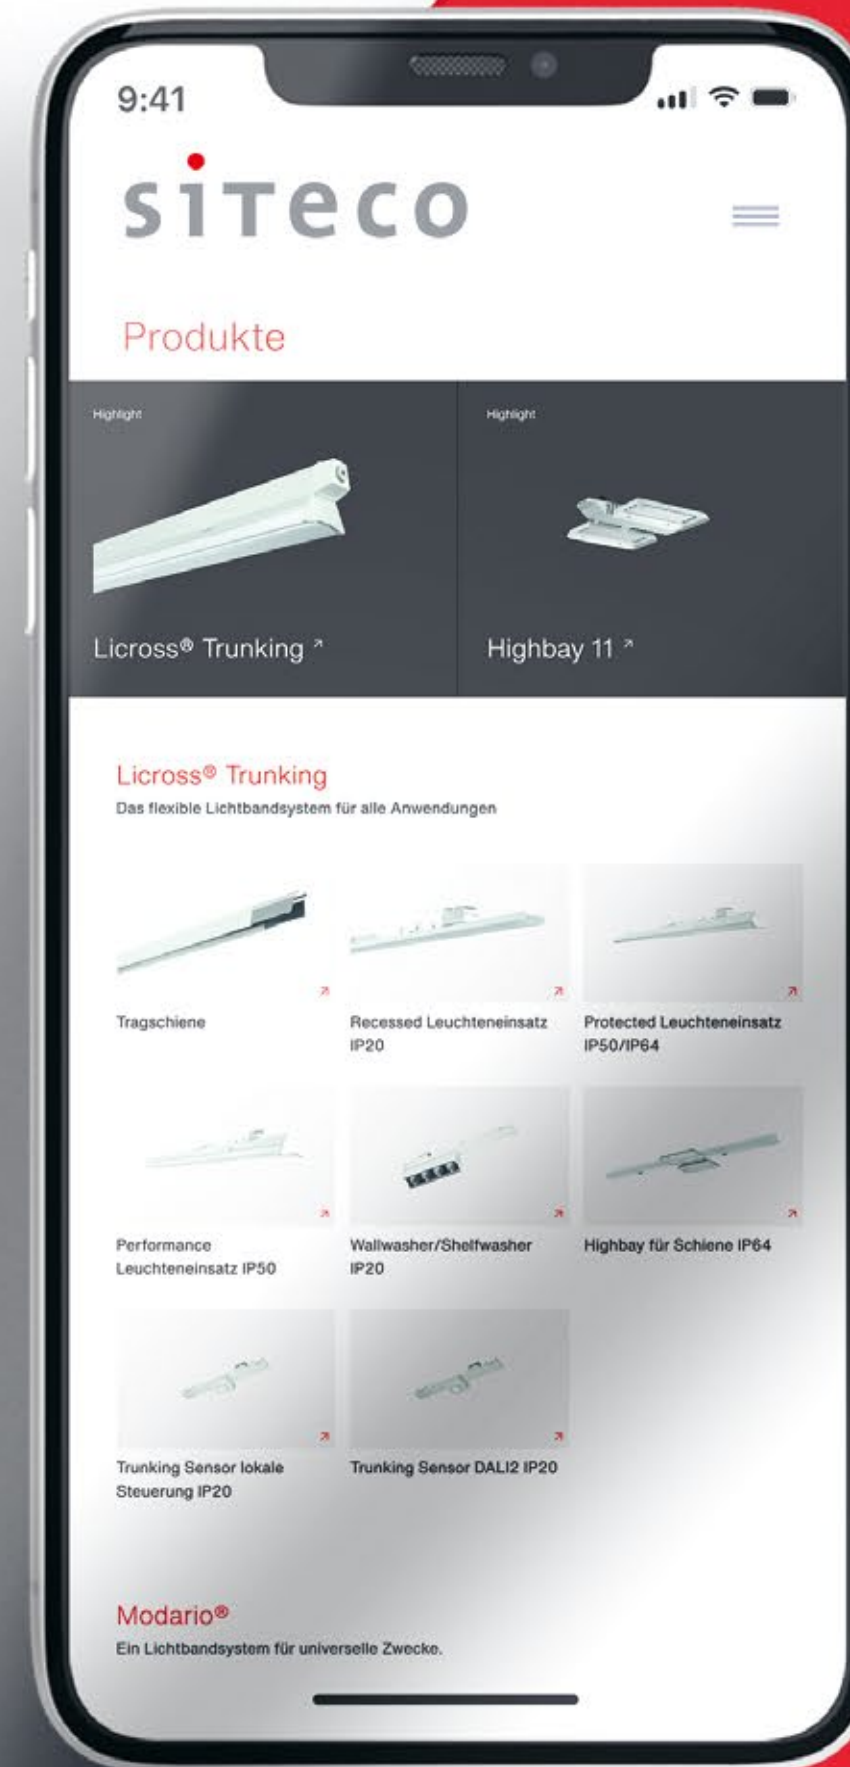 9:41
siteco
Produkte
Highlight
Highlight
Licross® Trunking
Highbay 11
Licross® Trunking
Das flexible Lichtbandsystem für alle Anwendungen
Tragschiene
Recessed Leuchteneinsatz
IP20
Protected Leuchteneinsatz
IP50/IP64
Performance
Leuchteneinsatz IP50
Wallwasher/Shelfwasher
IP20
Highbay für Schiene IP64
Trunking Sensor lokale
Steuerung IP20
Trunking Sensor DALI2 IP20
Modario®
Ein Lichtbandsystem für universelle Zwecke.